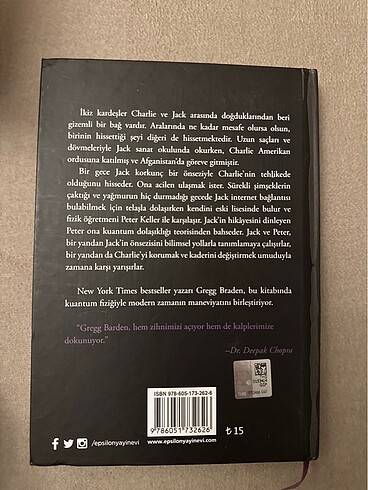 İkiz kardeşler Charlie ve Jack arasında doğduklarından beri
gizemli bir bağ vardır. Aralarında ne kadar mesafe olursa olsun,
birinin hissettiği şeyi diğeri de hissetmektedir. Uzun saçları ve
dövmeleriyle Jack sanat okulunda okurken, Charlie Amerikan
ordusuna katılmış ve Afganistan'da göreve gitmiştir.
Bir gece Jack korkunç bir önseziyle Charlie'nin tehlikede
olduğunu hisseder. Ona acilen ulaşmak ister. Sürekli şimşeklerin
çaktığı ve yağmurun hiç durmadığı gecede Jack internet bağlantısı
bulabilmek için telaşla dolaşırken kendini eski lisesinde bulur ve
fizik öğretmeni Peter Keller ile karşılaşır. Jack'in hikâyesini dinleyen
Peter ona kuantum dolaşıklığı teorisinden bahseder. Jack ve Peter,
bir yandan Jack'in önsezisini bilimsel yollarla tanımlamaya çalışırlar,
bir yandan da Charlie'yi korumak ve kaderini değiştirmek umuduyla
zamana karşı yarışırlar.
New York Times bestseller yazarı Gregg Braden, bu kitabında
kuantum fiziğiyle modern zamanın maneviyatını birleştiriyor.
"Gregg Barden, hem zihnimizi açıyor hem de kalplerimize
dokunuyor."
–Dr. Deepak Chopra
ISBN 978-605-173-262-6
9786051732626
₺ 15
/epsilonyayinevi
www.epsilonyayinevi.com